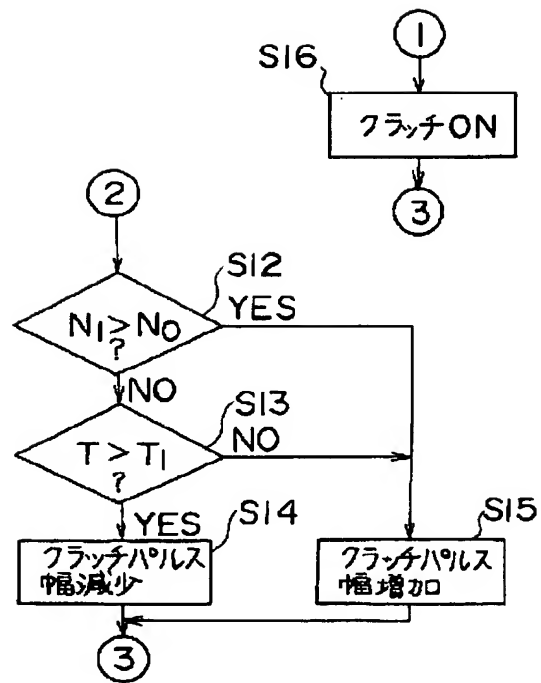 ①
S16
クラッチON
③
②
S12
N₁>N₀
?
YES
NO
S13
T>T₁
?
NO
YES
S14
クラッチパルス
幅減少
S15
クラッチパルス
幅増加
③